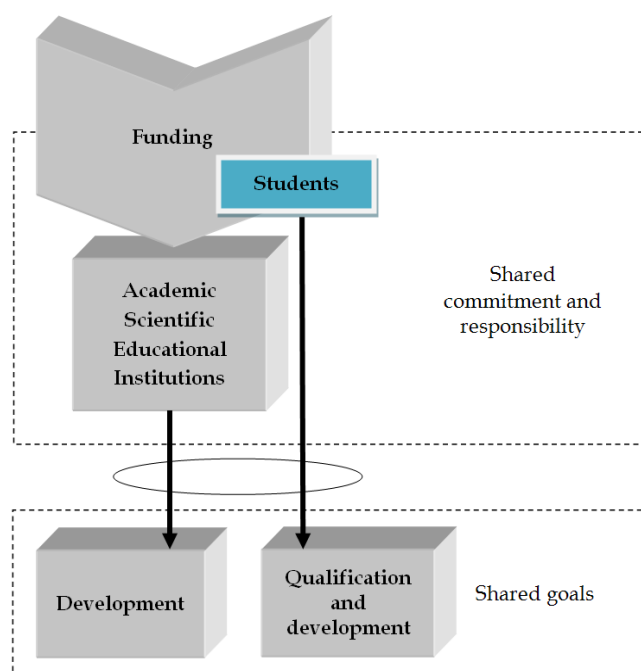 Funding
Students
Academic
Scientific
Educational
Institutions
Shared
commitment and
responsibility
Development
Qualification
and
development
Shared goals